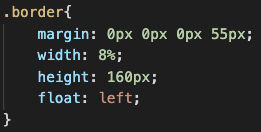 .border{
    margin: 0px 0px 0px 55px;
    width: 8%;
    height: 160px;
    float: left;
}